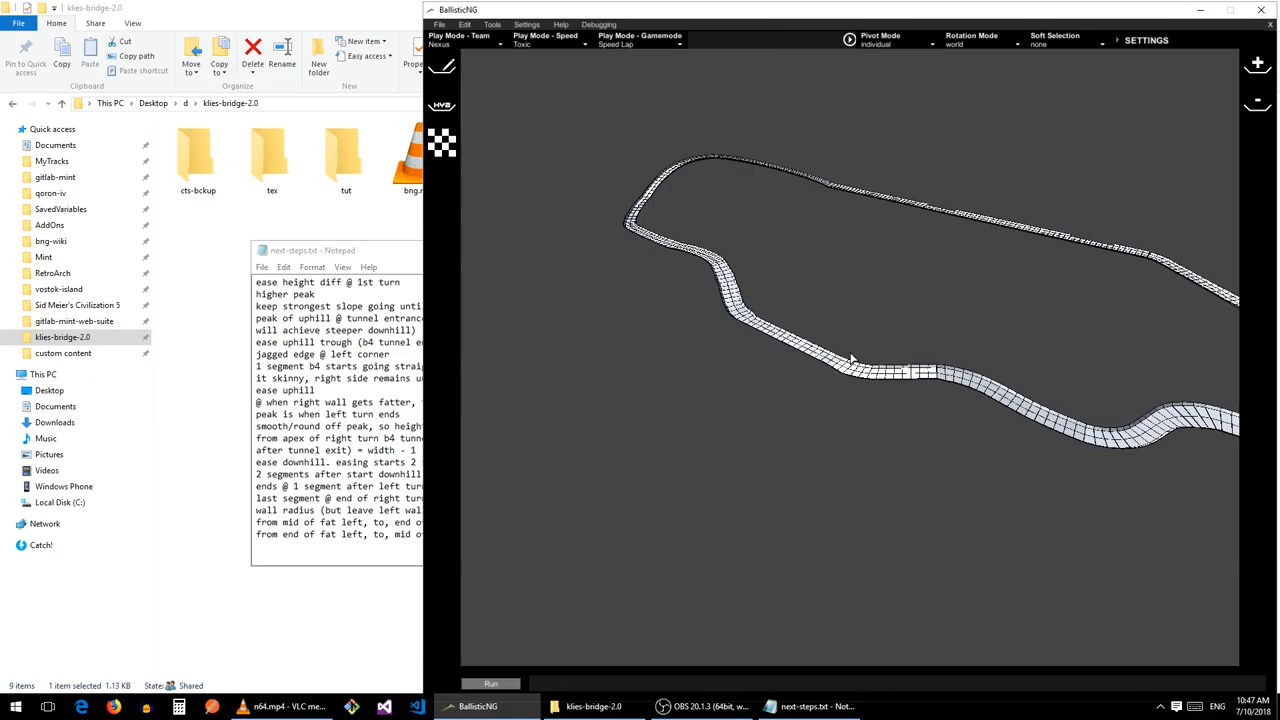 klies-bridge-2.0
File Home Share View
Pin to Quick access
Copy
Paste
Cut
Copy path
Paste shortcut
Clipboard
Move to
Copy to
Delete
Rename
Organize
New folder
New item
Easy access
New
This PC Desktop d klies-bridge-2.0
Quick access
Documents
MyTracks
gitlab-mint
qoron-iv
SavedVariables
AddOns
bng-wiki
Mint
RetroArch
vostok-island
Sid Meier's Civilization 5
gitlab-mint-web-suite
klies-bridge-2.0
custom content
This PC
Desktop
Documents
Downloads
Music
Pictures
Videos
Windows Phone
Local Disk (C:)
Network
Catch!
cts-bckup tex tut
9 items 1 item selected 1.13 KB State: Shared
next-steps.txt - Notepad
File Edit Format View Help
ease height diff @ 1st turn
higher peak
keep strongest slope going
peak of uphill @ tunnel
will achieve steeper downhill)
ease uphill trough (b4 tunnel
jagged edge @ left corner
1 segment b4 starts going
it skinny, right side remains
ease uphill
@ when right wall gets fatter,
peak is when left turn ends
smooth/round off peak, so
from apex of right turn b4
after tunnel exit) = width - 1
ease downhill. easing starts 2
2 segments after start downhill
ends @ 1 segment after left
last segment @ end of right
wall radius (but leave left
from mid of fat left, to, end
from end of fat left, to, mid
BallisticNG
File Edit Tools Settings Help Debugging X
Play Mode - Team
Nexus
Play Mode - Speed
Toxic
Play Mode - Gamemode
Speed Lap
Pivot Mode
individual
Rotation Mode
world
Soft Selection
none
SETTINGS
XYZ
Run
n64.mp4 - VLC me...
BallisticNG
klies-bridge-2.0
OBS 20.1.3 (64bit, w...
next-steps.txt - Not...
ENG
10:47 AM
7/10/2018